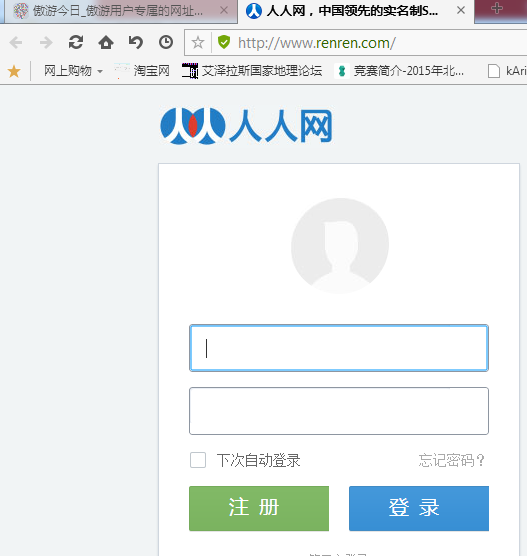 傲游今日_傲游用户专属的网址... 人人网，中国领先的实名制S...
http://www.renren.com/
网上购物 淘宝网 艾泽拉斯国家地理论坛 竞赛简介-2015年北... kAri
人人网
下次自动登录 忘记密码？
注册 登录